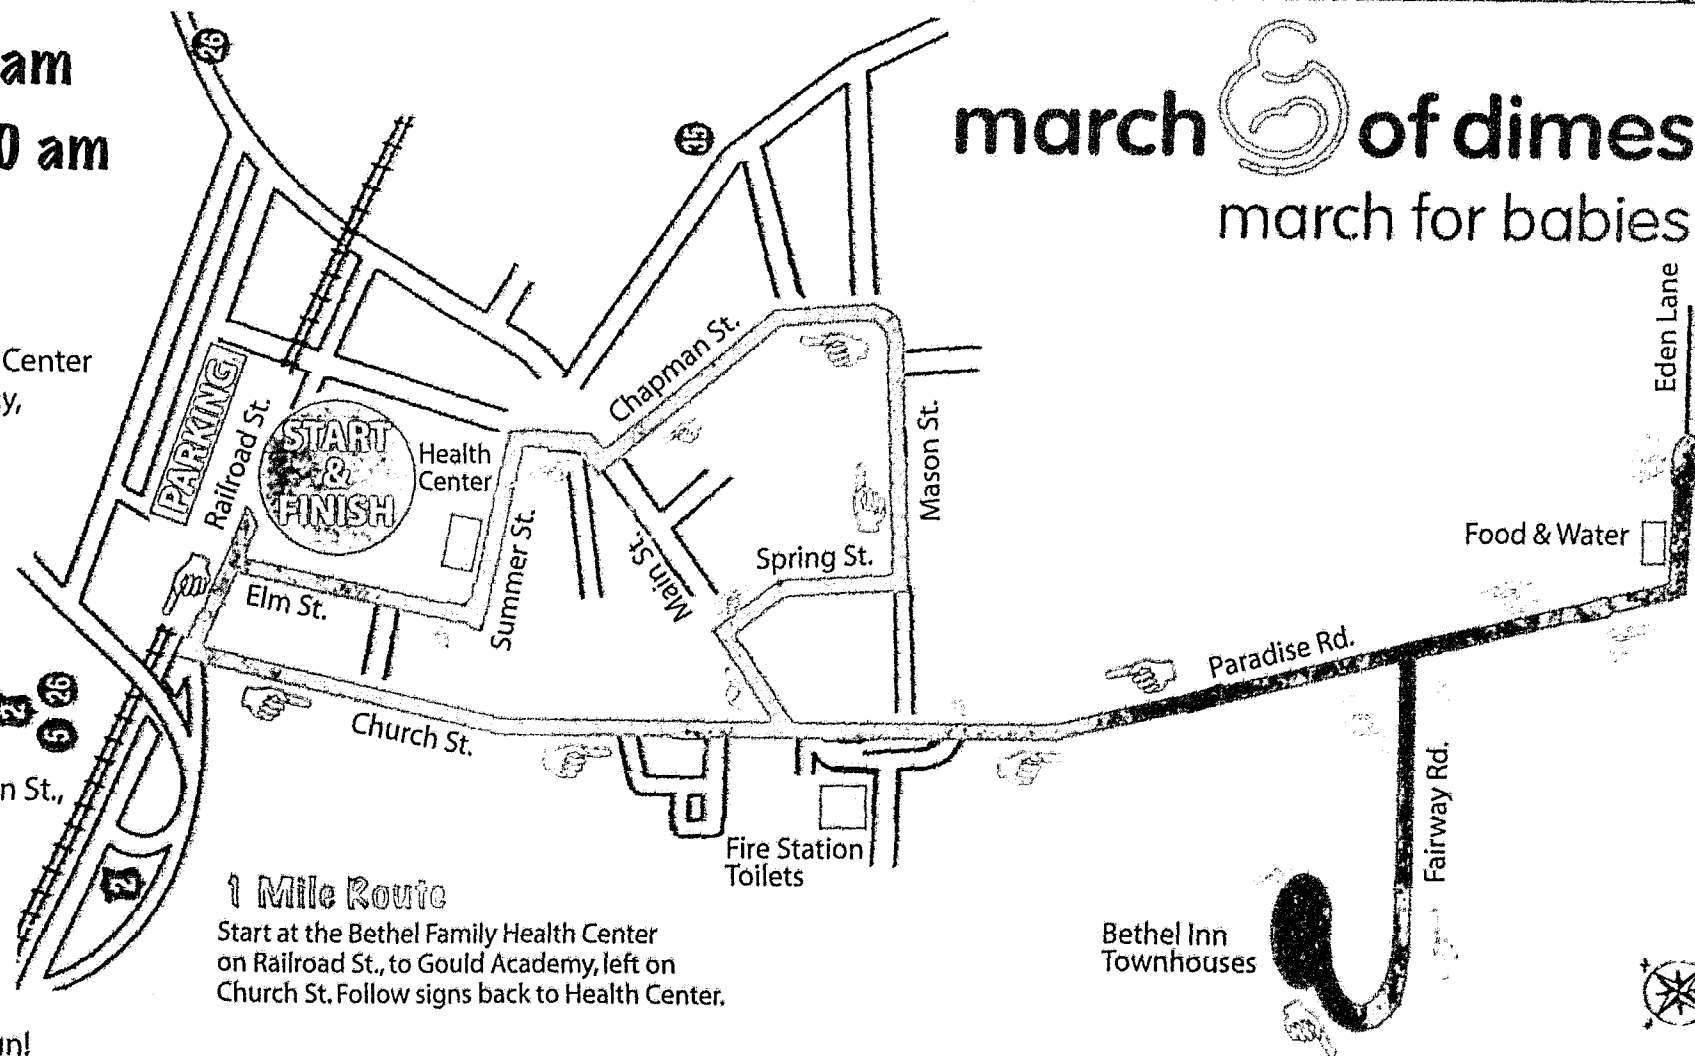 am
0 am
march of dimes
march for babies
26
35
Eden Lane
Center
y,
PARKING
Railroad St.
START
&
FINISH
Health
Center
Chapman St.
Mason St.
Summer St.
Main St.
Spring St.
Elm St.
Food & Water
Paradise Rd.
Church St.
2
26
5
n St.,
Fairway Rd.
Fire Station
Toilets
2
1 Mile Route
Start at the Bethel Family Health Center
on Railroad St., to Gould Academy, left on
Church St. Follow signs back to Health Center.
Bethel Inn
Townhouses
un!